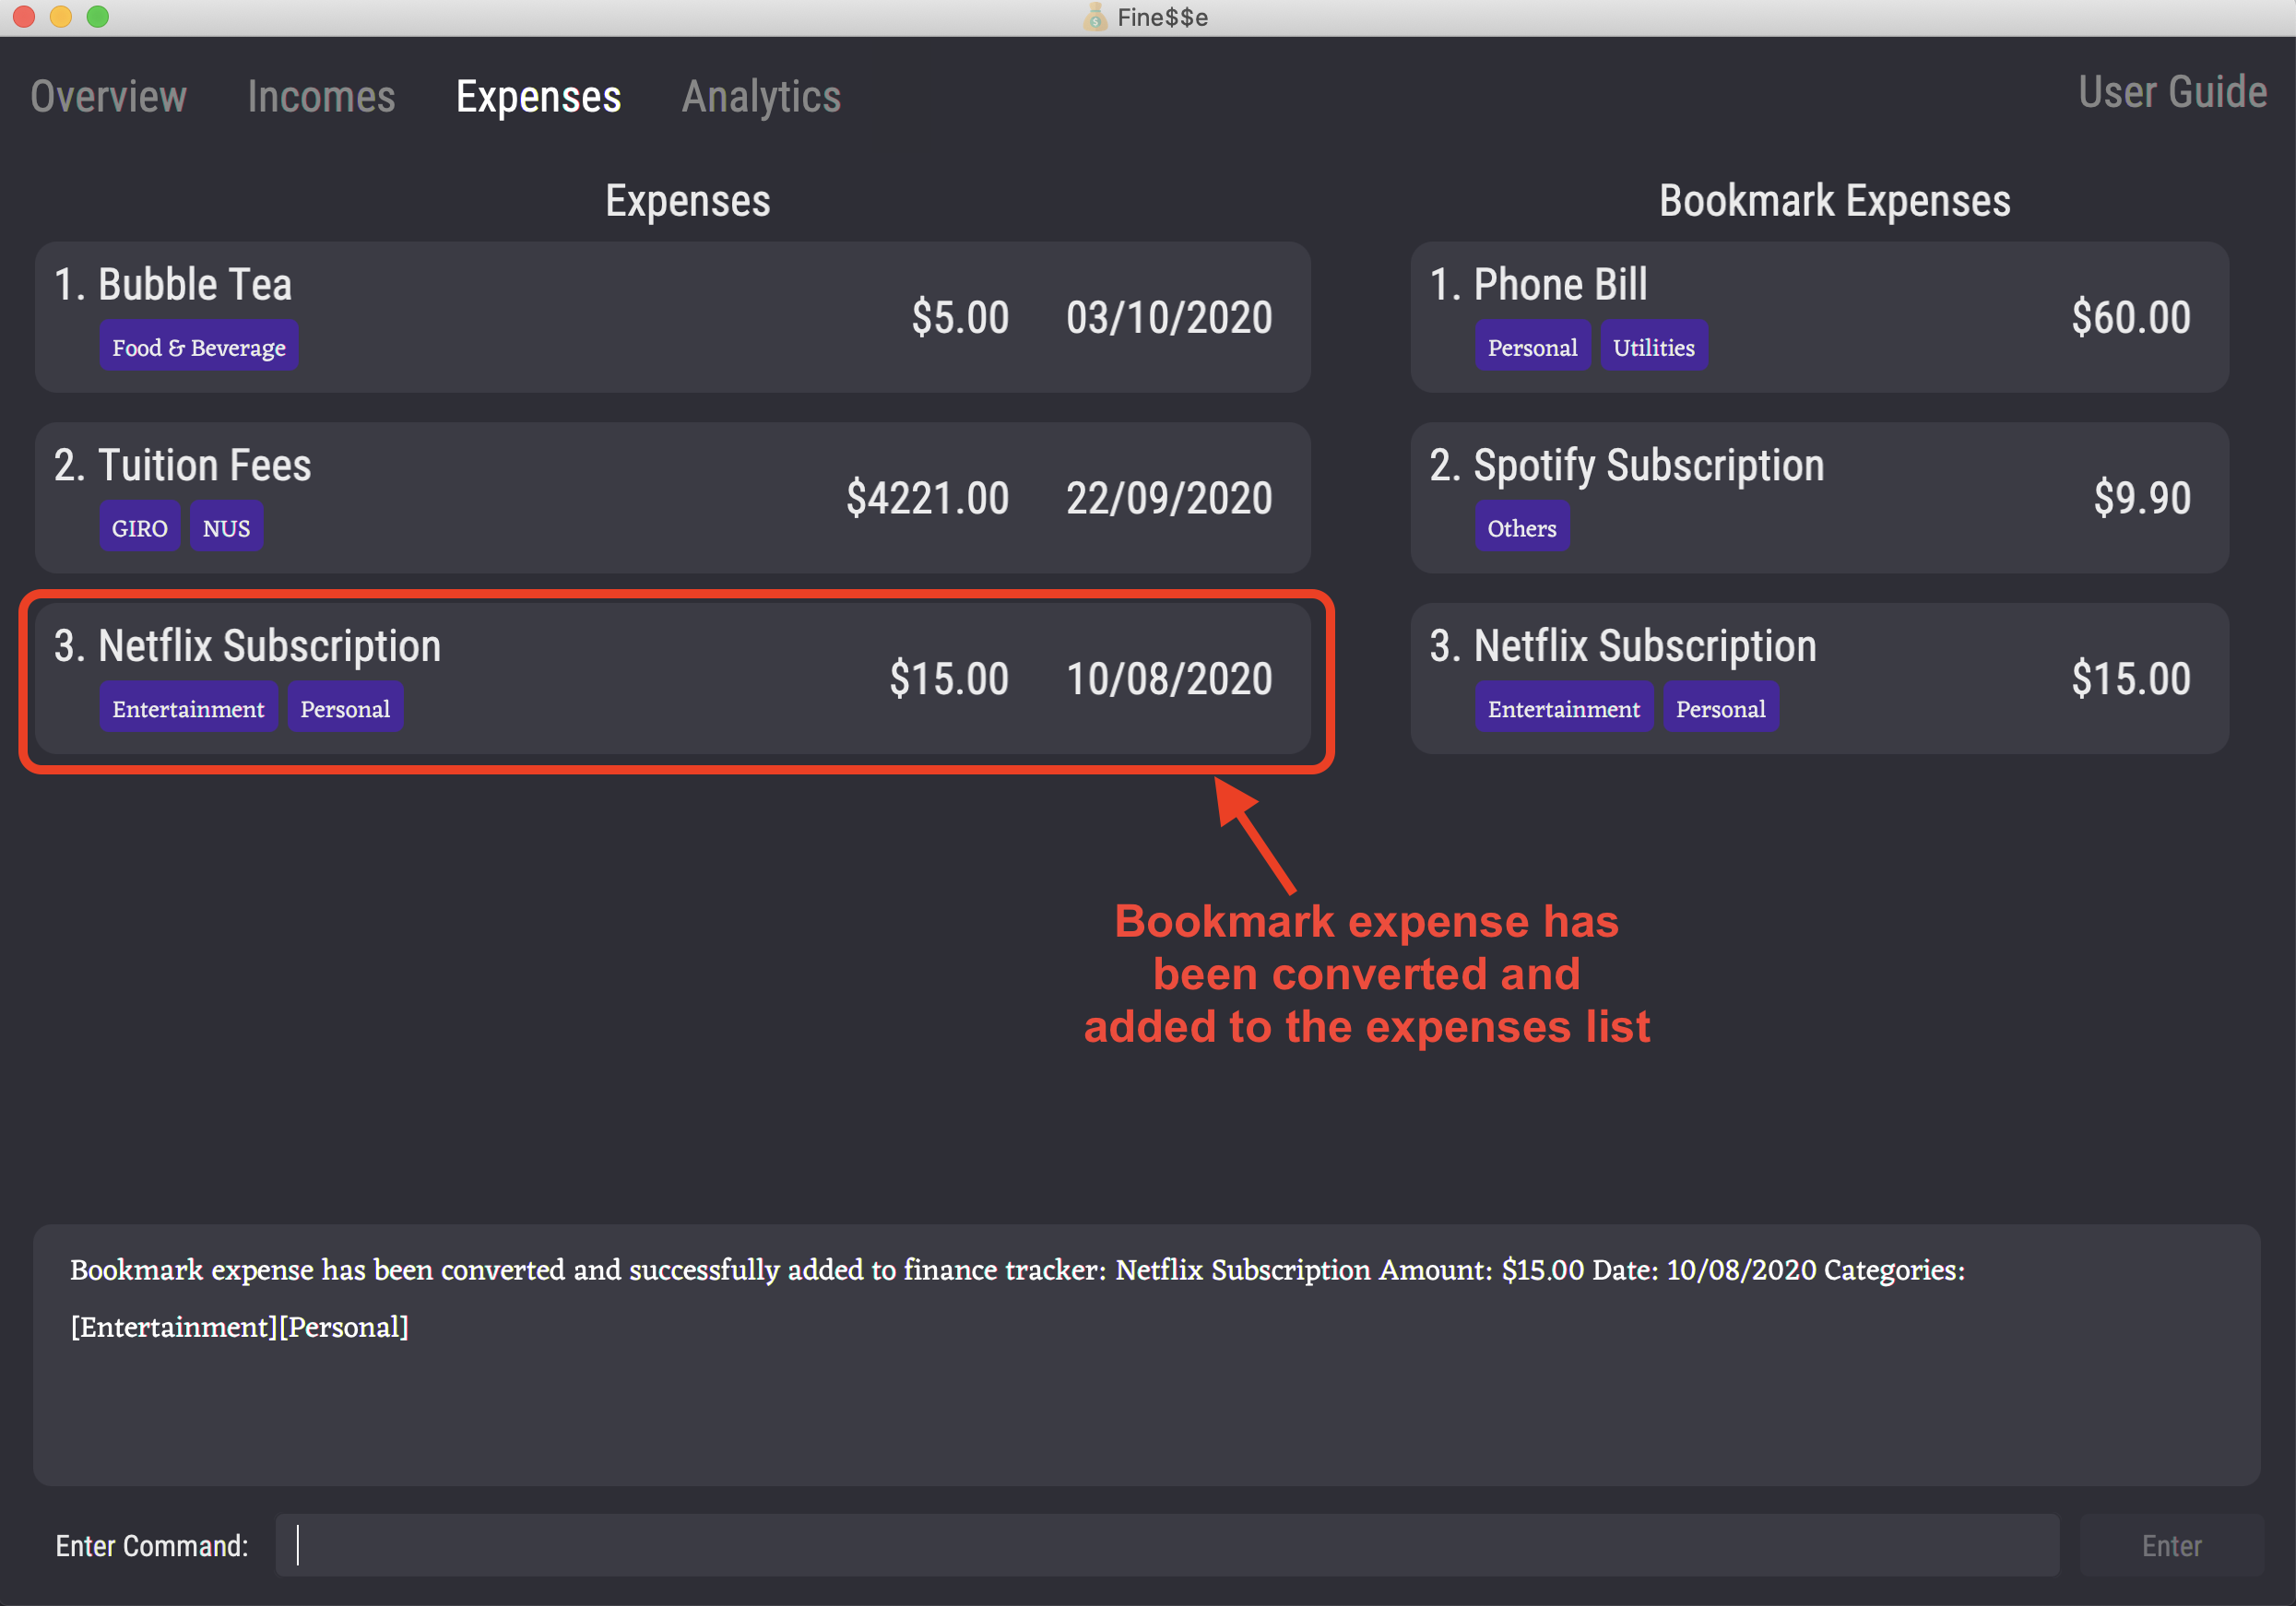 Fine$$e
Overview Incomes Expenses Analytics User Guide
Expenses
1. Bubble Tea
Food & Beverage
$5.00 03/10/2020
2. Tuition Fees
GIRO NUS
$4221.00 22/09/2020
3. Netflix Subscription
Entertainment Personal
$15.00 10/08/2020
Bookmark Expenses
1. Phone Bill
Personal Utilities
$60.00
2. Spotify Subscription
Others
$9.90
3. Netflix Subscription
Entertainment Personal
$15.00
Bookmark expense has
been converted and
added to the expenses list
Bookmark expense has been converted and successfully added to finance tracker: Netflix Subscription Amount: $15.00 Date: 10/08/2020 Categories:
[Entertainment][Personal]
Enter Command:
Enter